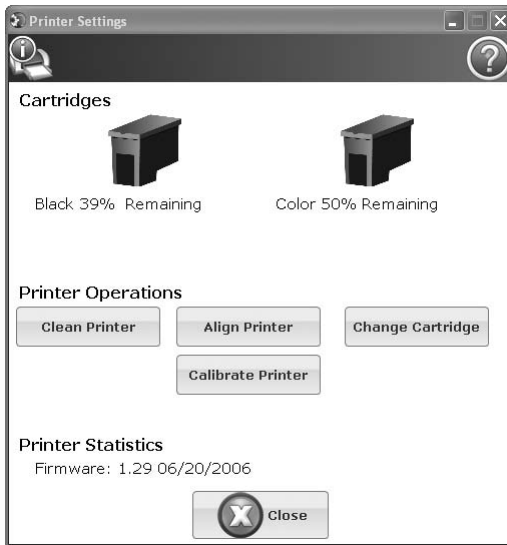 Printer Settings
Cartridges
Black 39% Remaining
Color 50% Remaining
Printer Operations
Clean Printer
Align Printer
Change Cartridge
Calibrate Printer
Printer Statistics
Firmware: 1.29 06/20/2006
Close